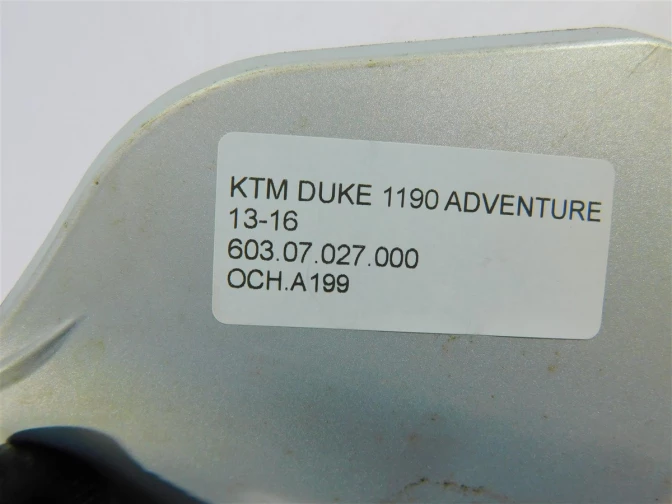 KTM DUKE 1190 ADVENTURE
13-16
603.07.027.000
OCH.A199